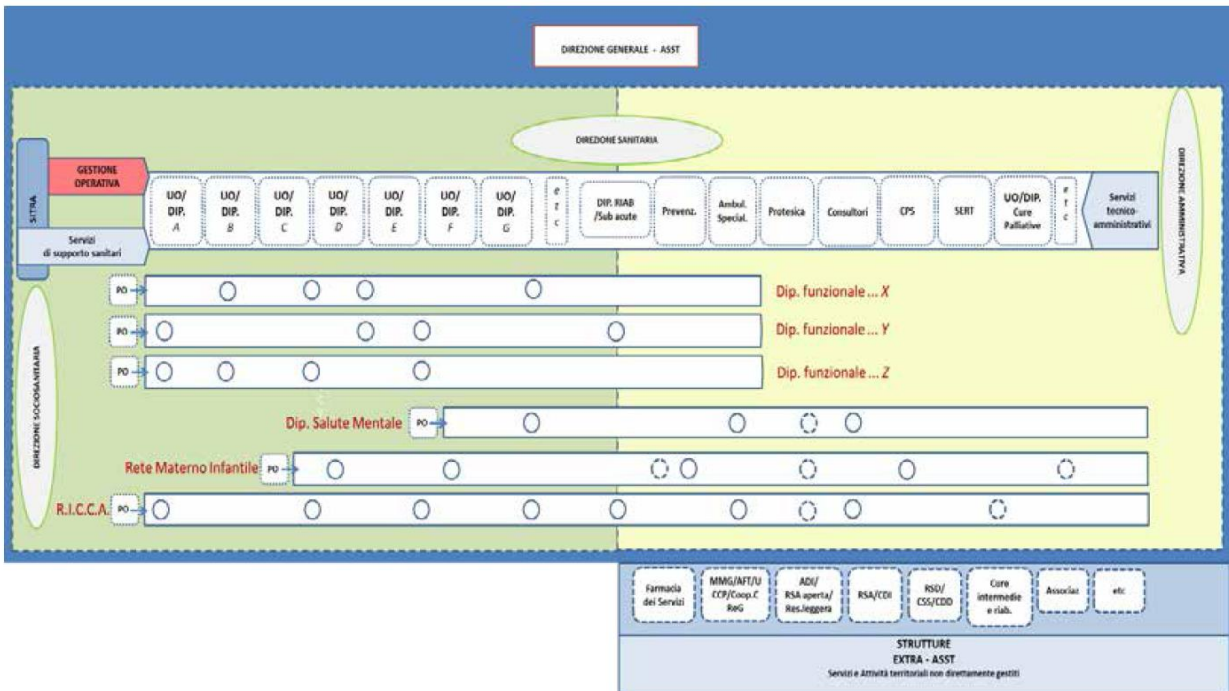 DIREZIONE GENERALE - ASST
DIREZIONE SANITARIA
DIREZIONE AMMINISTRATIVA
SITRA
GESTIONE
OPERATIVA
Servizi
di supporto sanitari
UO/
DIP.
A
UO/
DIP.
B
UO/
DIP.
C
UO/
DIP.
D
UO/
DIP.
E
UO/
DIP.
F
UO/
DIP.
G
e
t
c
DIP. RIAB
/Sub acute
Prevenz.
Ambul.
Special.
Protesica
Consultori
CPS
SERT
UO/DIP.
Cure
Palliative
e
t
c
Servizi
tecnico-
amministrativi
DIREZIONE SOCIOSANITARIA
PO
Dip. funzionale ... X
PO
Dip. funzionale ... Y
PO
Dip. funzionale ... Z
Dip. Salute Mentale
PO
Rete Materno Infantile
PO
R.I.C.C.A.
PO
Farmacia
dei Servizi
MMG/AFT/U
CCP/Coop.C
ReG
ADI/
RSA aperta/
Res.leggera
RSA/CDI
RSD/
CSS/CDD
Core
intermedie
e riab.
Associaz
etc
STRUTTURE
EXTRA - ASST
Servizi e Attività territoriali non direttamente gestiti